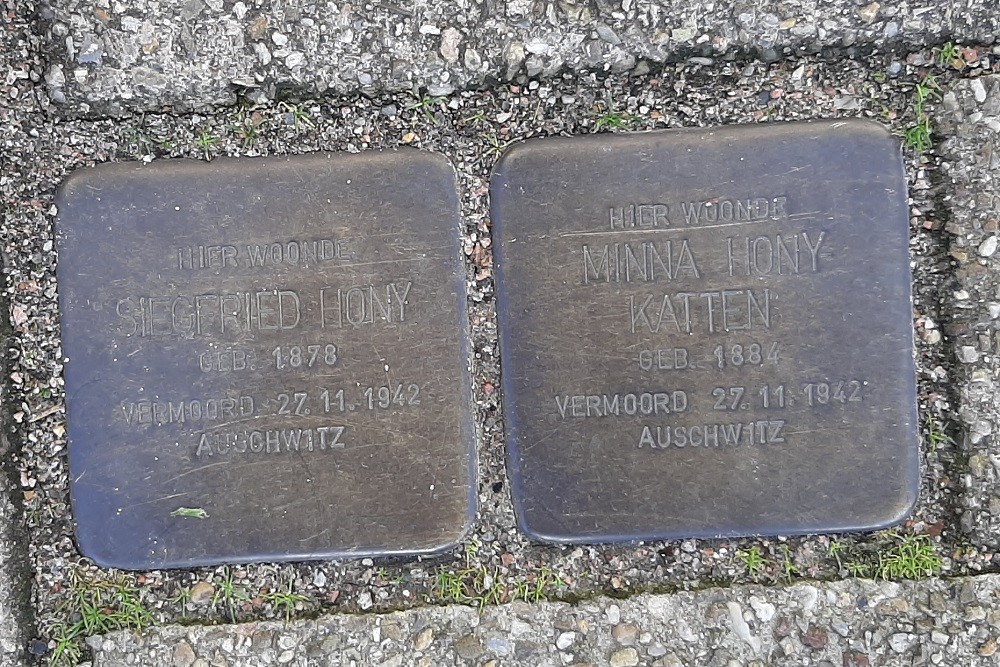 HIER WOONDE
SIEGFRIED HONY
GEB. 1878
VERMOORD 27.11.1942
AUSCHWITZ
HIER WOONDE
MINNA HONY
KATTEN
GEB. 1884
VERMOORD 27.11.1942
AUSCHWITZ